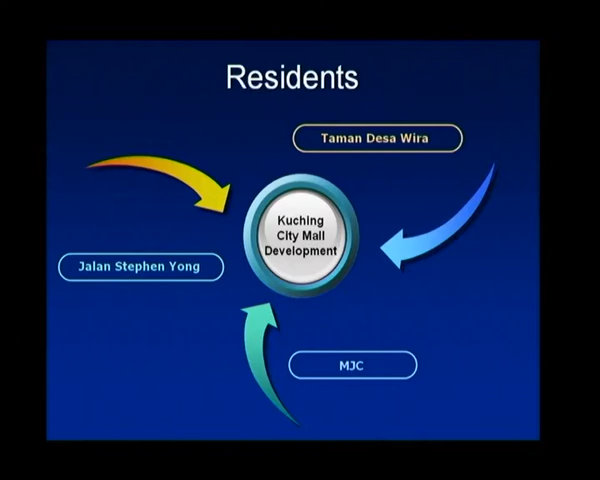 Residents
Taman Desa Wira
Kuching
City Mall
Development
Jalan Stephen Yong
MJC